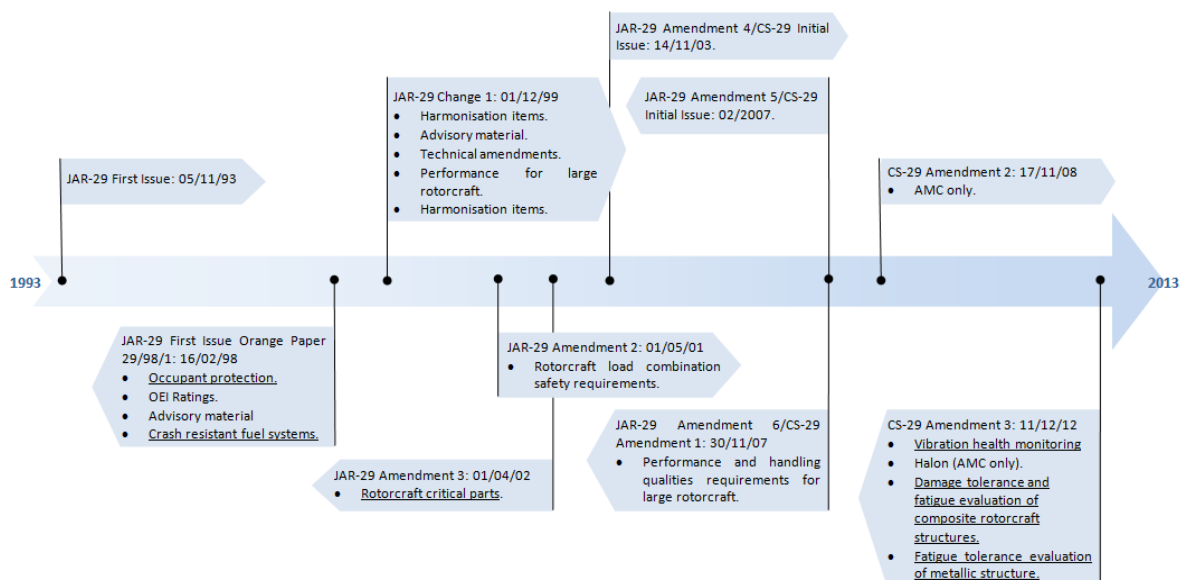 JAR-29 Amendment 4/CS-29 Initial
Issue: 14/11/03.
JAR-29 Change 1: 01/12/99
● Harmonisation items.
● Advisory material.
● Technical amendments.
● Performance for large
rotorcraft.
● Harmonisation items.
JAR-29 Amendment 5/CS-29
Initial Issue: 02/2007.
JAR-29 First Issue: 05/11/93
CS-29 Amendment 2: 17/11/08
● AMC only.
1993
2013
JAR-29 First Issue Orange Paper
29/98/1: 16/02/98
● Occupant protection.
● OEI Ratings.
● Advisory material
● Crash resistant fuel systems.
JAR-29 Amendment 2: 01/05/01
● Rotorcraft load combination
safety requirements.
JAR-29 Amendment 3: 01/04/02
● Rotorcraft critical parts.
JAR-29 Amendment 6/CS-29
Amendment 1: 30/11/07
● Performance and handling
qualities requirements for
large rotorcraft.
CS-29 Amendment 3: 11/12/12
● Vibration health monitoring
● Halon (AMC only).
● Damage tolerance and
fatigue evaluation of
composite rotorcraft
structures.
● Fatigue tolerance evaluation
of metallic structure.